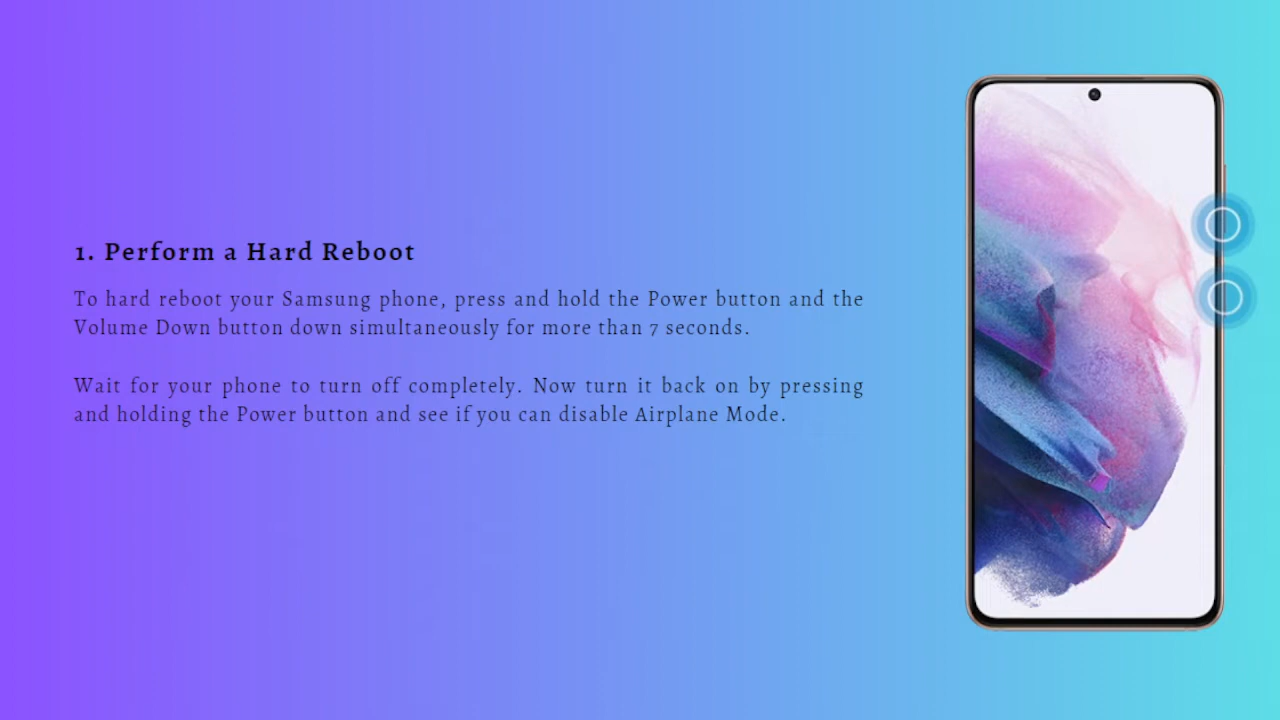 1. Perform a Hard Reboot
To hard reboot your Samsung phone, press and hold the Power button and the
Volume Down button down simultaneously for more than 7 seconds.
Wait for your phone to turn off completely. Now turn it back on by pressing
and holding the Power button and see if you can disable Airplane Mode.